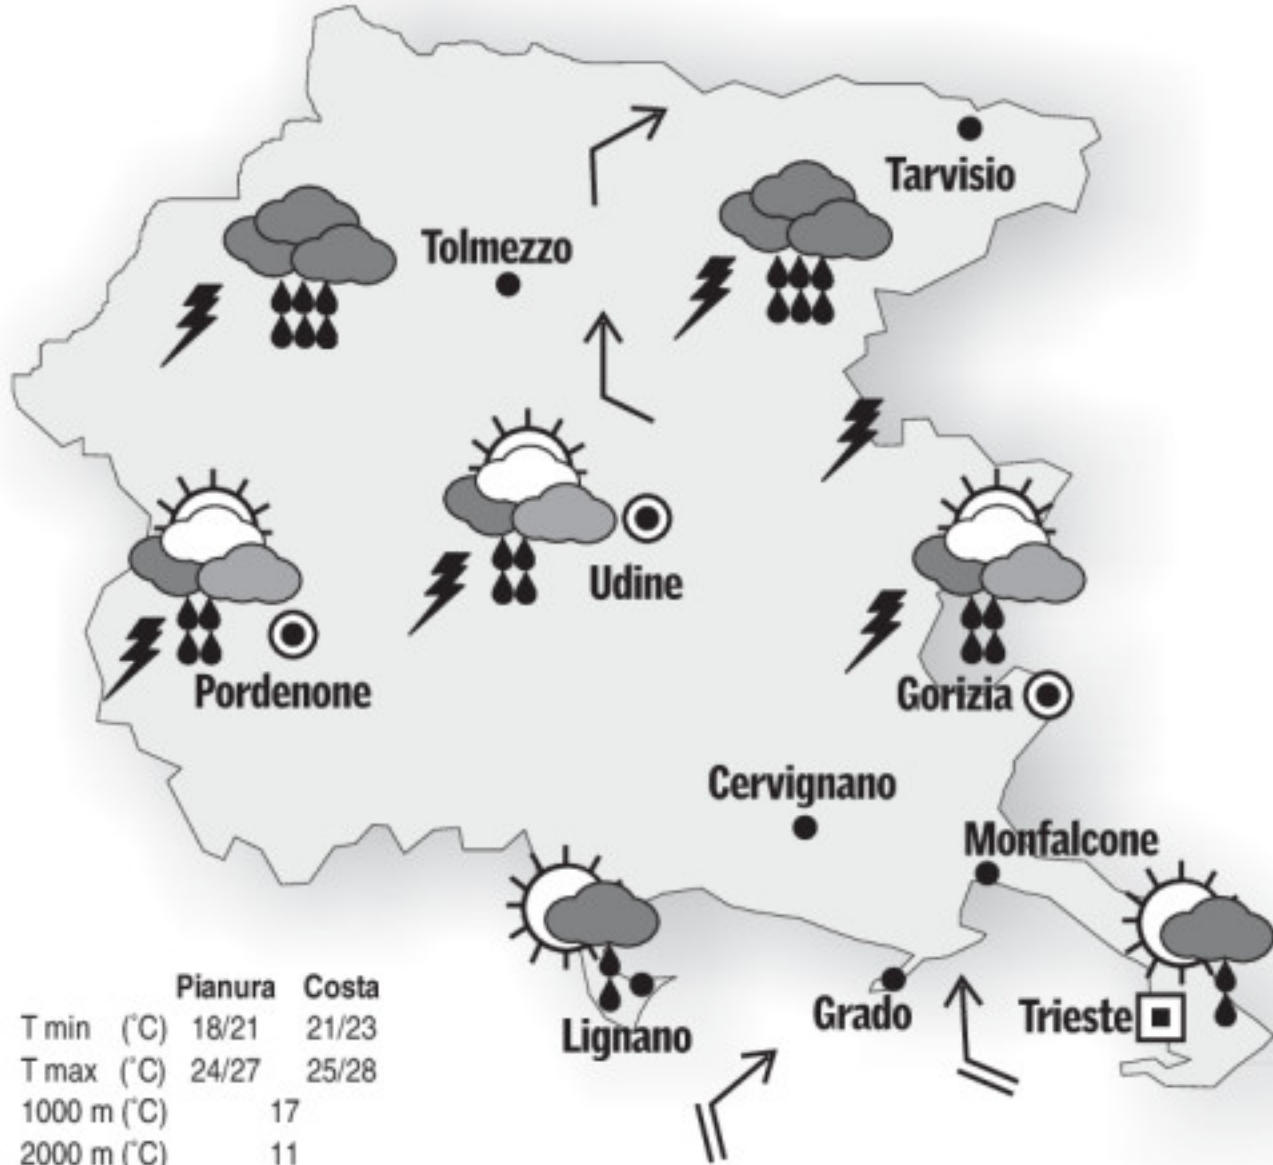 Tarvisio
Tolmezzo
Udine
Pordenone
Gorizia
Cervignano
Monfalcone
Lignano
Grado
Trieste
Pianura Costa
T min (°C) 18/21 21/23
T max (°C) 24/27 25/28
1000 m (°C) 17
2000 m (°C) 11